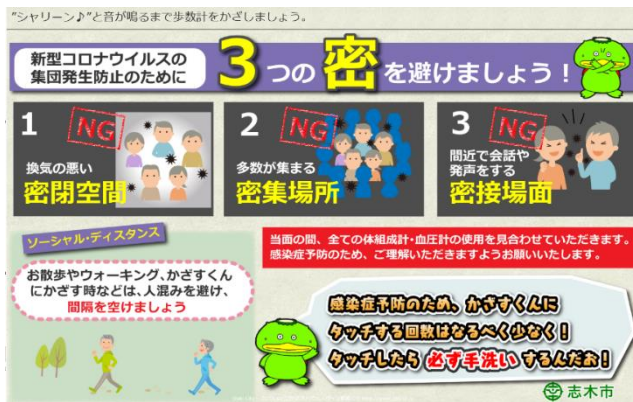 "シャリーン♪"と音が鳴るまで歩数計をかざしましょう。
新型コロナウイルスの
集団発生防止のために
3つの密を避けましょう!
1
NG
換気の悪い
密閉空間
2
NG
多数が集まる
密集場所
3
NG
間近で会話や
発声をする
密接場面
ソーシャル・ディスタンス
お散歩やウォーキング、かざすくん
にかざす時などは、人混みを避け、
間隔を空けましょう
当面の間、全ての体組成計・血圧計の使用を見合わせていただきます。
感染症予防のため、ご理解いただきますようお願いいたします。
感染症予防のため、かざすくんに
タッチする回数はなるべく少なく!
タッチしたら 必ず手洗い するんだお!
志木市